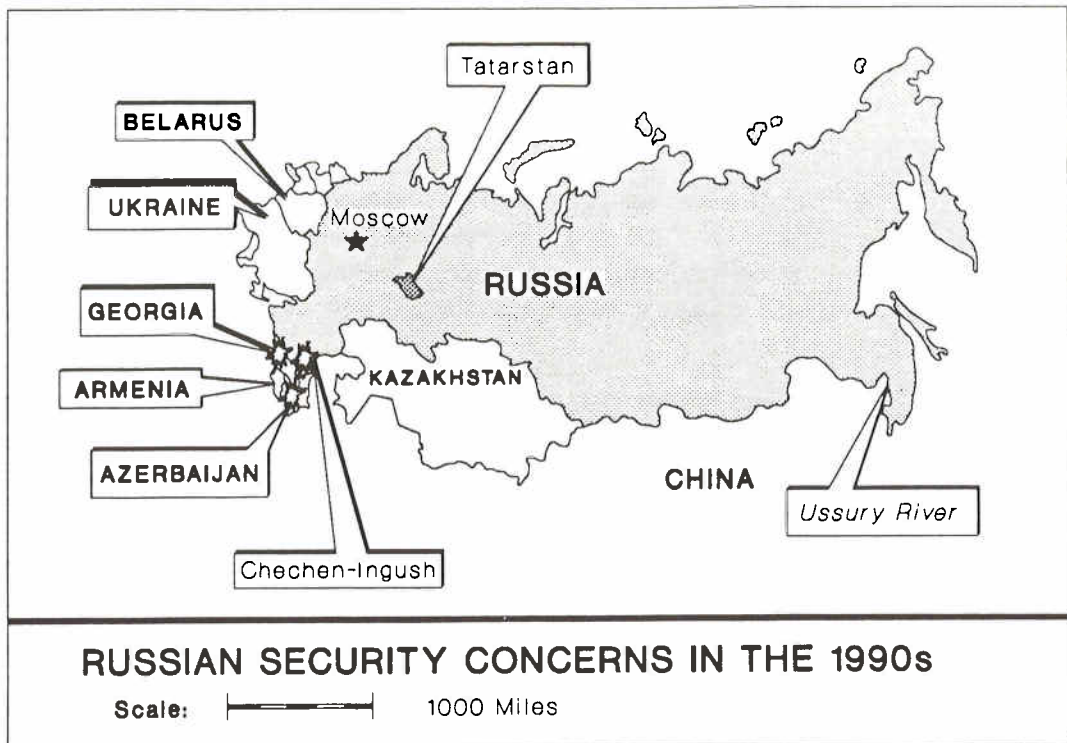 Tatarstan
BELARUS
UKRAINE
Moscow
RUSSIA
GEORGIA
KAZAKHSTAN
ARMENIA
AZERBAIJAN
CHINA
Ussury River
Chechen-Ingush
RUSSIAN SECURITY CONCERNS IN THE 1990s
Scale: 1000 Miles